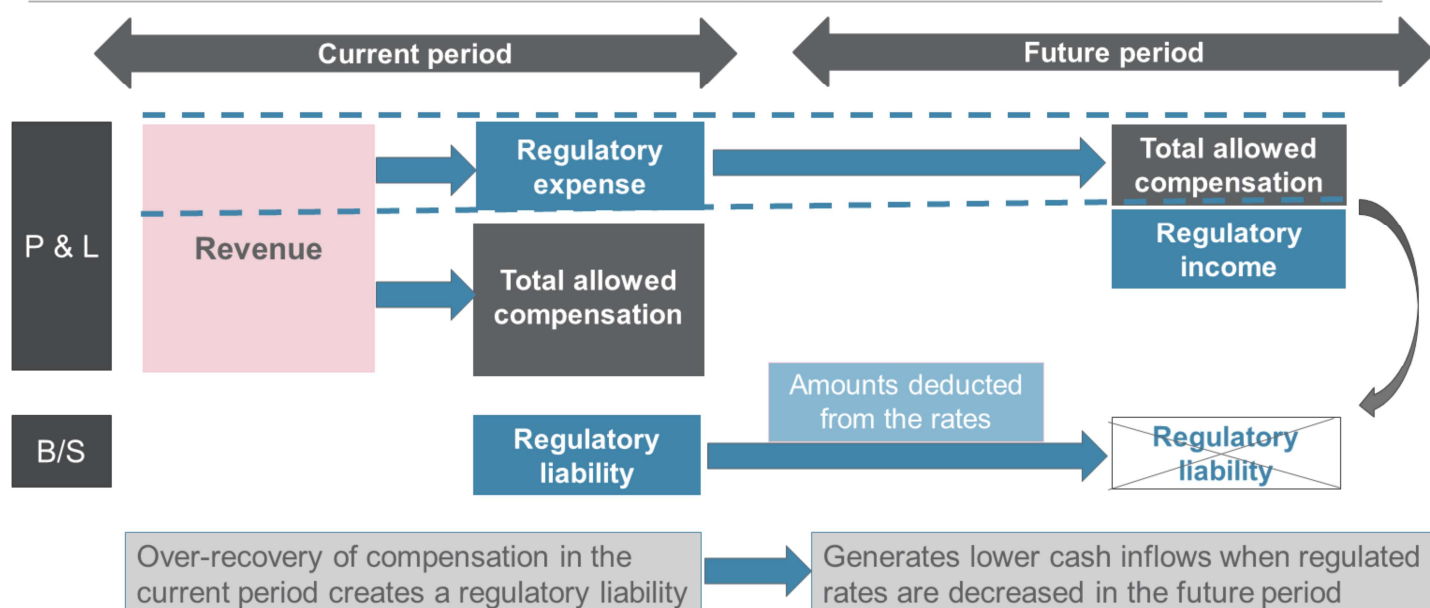 Current period
Future period
P & L
Revenue
Regulatory
expense
Total allowed
compensation
Total allowed
compensation
Regulatory
income
Amounts deducted
from the rates
B/S
Regulatory
liability
Regulatory
liability
Over-recovery of compensation in the
current period creates a regulatory liability
Generates lower cash inflows when regulated
rates are decreased in the future period